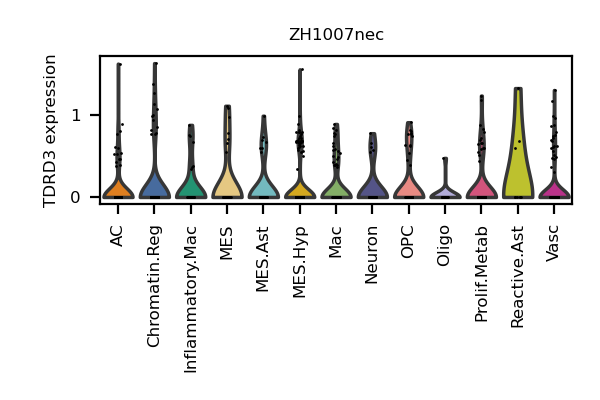 ZH1007nec
TDRD3 expression
1
0
AC
Chromatin.Reg
Inflammatory.Mac
MES
MES.Ast
MES.Hyp
Mac
Neuron
OPC
Oligo
Prolif.Metab
Reactive.Ast
Vasc